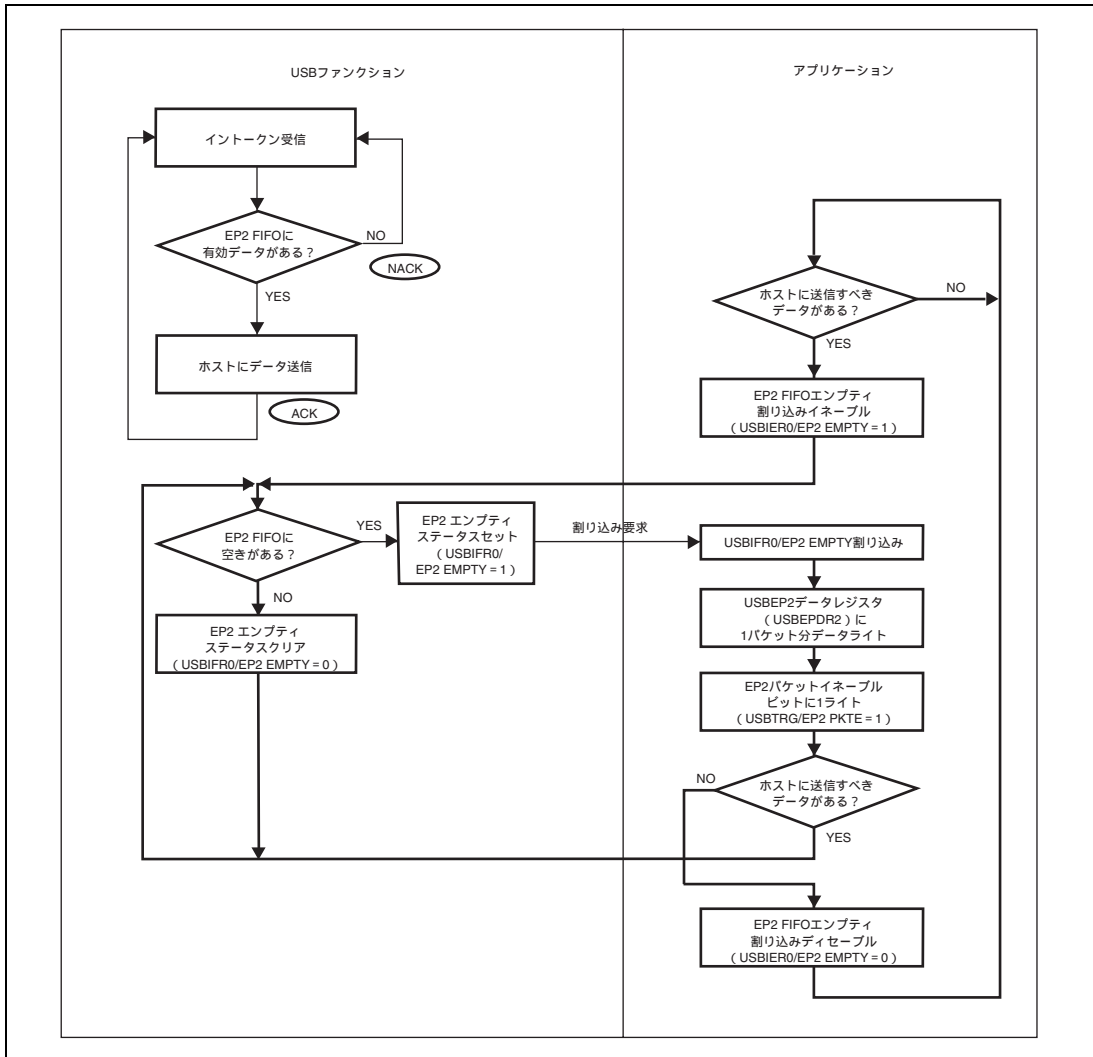 USBファンクション
アプリケーション
イントークン受信
EP2 FIFOに
有効データがある？
NO
NACK
YES
ホストにデータ送信
ACK
ホストに送信すべき
データがある？
NO
YES
EP2 FIFOエンプティ
割り込みイネーブル
（USBIER0/EP2 EMPTY = 1）
EP2 FIFOに
空きがある？
YES
EP2 エンプティ
ステータスセット
（USBIFR0/
EP2 EMPTY = 1）
割り込み要求
USBIFR0/EP2 EMPTY割り込み
NO
EP2 エンプティ
ステータスクリア
（USBIFR0/EP2 EMPTY = 0）
USBEP2データレジスタ
（USBEPDR2）に
1パケット分データライト
EP2パケットイネーブル
ビットに1ライト
（USBTRG/EP2 PKTE = 1）
NO
ホストに送信すべき
データがある？
YES
EP2 FIFOエンプティ
割り込みディセーブル
（USBIER0/EP2 EMPTY = 0）